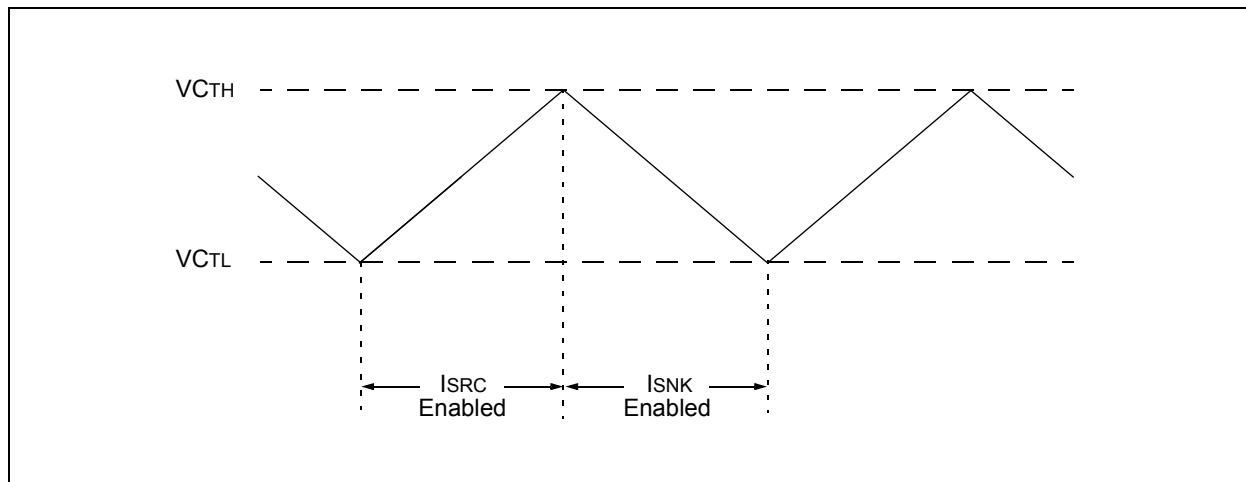 VCTH
VCTL
ISRC
Enabled
ISNK
Enabled